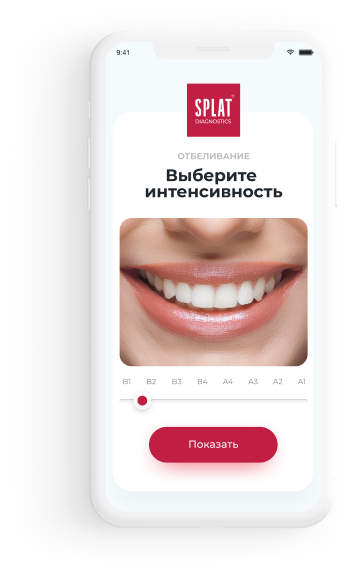 9:41
SPLAT®
DIAGNOSTICS
ОТБЕЛИВАНИЕ
Выберите
интенсивность
B1 B2 B3 B4 A4 A3 A2 A1
Показать